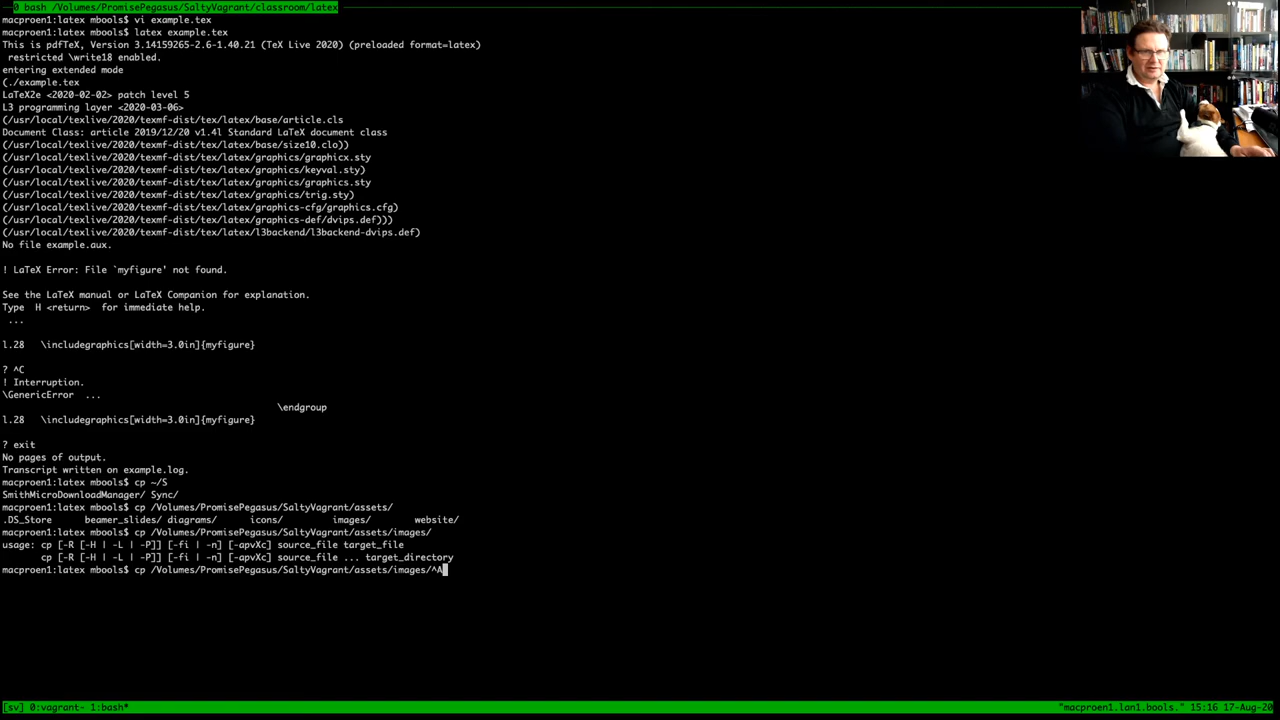 0 bash /Volumes/PromisePegasus/SaltyVagrant/classroom/latex
macproen1:latex mbools$ vi example.tex
macproen1:latex mbools$ latex example.tex
This is pdfTeX, Version 3.14159265-2.6-1.40.21 (TeX Live 2020) (preloaded format=latex)
restricted \write18 enabled.
entering extended mode
(./example.tex
LaTeX2e <2020-02-02> patch level 5
L3 programming layer <2020-03-06>
(/usr/local/texlive/2020/texmf-dist/tex/latex/base/article.cls
Document Class: article 2019/12/20 v1.4l Standard LaTeX document class
(/usr/local/texlive/2020/texmf-dist/tex/latex/base/size10.clo))
(/usr/local/texlive/2020/texmf-dist/tex/latex/graphics/graphicx.sty
(/usr/local/texlive/2020/texmf-dist/tex/latex/graphics/keyval.sty)
(/usr/local/texlive/2020/texmf-dist/tex/latex/graphics/graphics.sty
(/usr/local/texlive/2020/texmf-dist/tex/latex/graphics/trig.sty)
(/usr/local/texlive/2020/texmf-dist/tex/latex/graphics-cfg/graphics.cfg)
(/usr/local/texlive/2020/texmf-dist/tex/latex/graphics-def/dvips.def)))
(/usr/local/texlive/2020/texmf-dist/tex/latex/l3backend/l3backend-dvips.def)
No file example.aux.
! LaTeX Error: File `myfigure' not found.
See the LaTeX manual or LaTeX Companion for explanation.
Type  H <return>  for immediate help.
...
l.28   \includegraphics[width=3.0in]{myfigure}
? ^C
! Interruption.
\GenericError  ...
\endgroup
l.28   \includegraphics[width=3.0in]{myfigure}
? exit
No pages of output.
Transcript written on example.log.
macproen1:latex mbools$ cp ~/S
SmithMicroDownloadManager/ Sync/
macproen1:latex mbools$ cp /Volumes/PromisePegasus/SaltyVagrant/assets/
.DS_Store      beamer_slides/ diagrams/      icons/         images/        website/
macproen1:latex mbools$ cp /Volumes/PromisePegasus/SaltyVagrant/assets/images/
usage: cp [-R [-H | -L | -P]] [-fi | -n] [-apvXc] source_file target_file
       cp [-R [-H | -L | -P]] [-fi | -n] [-apvXc] source_file ... target_directory
macproen1:latex mbools$ cp /Volumes/PromisePegasus/SaltyVagrant/assets/images/^A
[sv] 0:vagrant- 1:bash* "macproen1.lan1.bools." 15:16 17-Aug-20